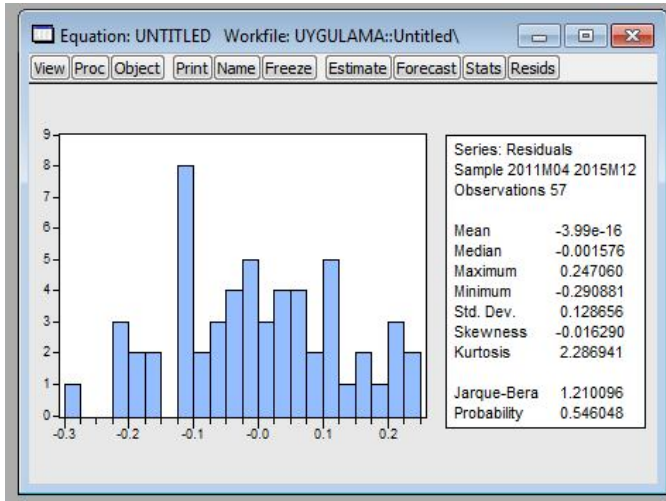 Equation: UNTITLED Workfile: UYGULAMA::Untitled\
View Proc Object Print Name Freeze Estimate Forecast Stats Resids
9
8
7
6
5
4
3
2
1
0
-0.3 -0.2 -0.1 -0.0 0.1 0.2
Series: Residuals
Sample 2011M04 2015M12
Observations 57
Mean -3.99e-16
Median -0.001576
Maximum 0.247060
Minimum -0.290881
Std. Dev. 0.128656
Skewness -0.016290
Kurtosis 2.286941
Jarque-Bera 1.210096
Probability 0.546048